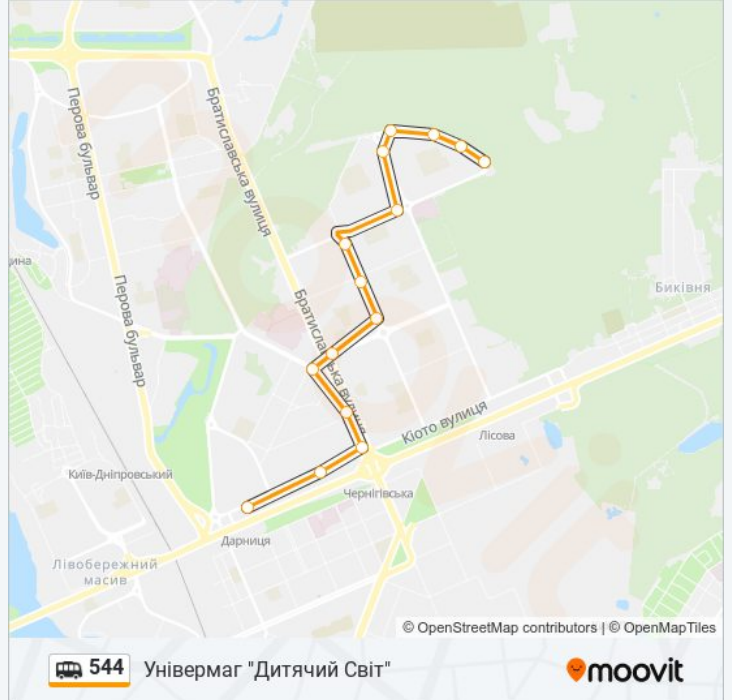 Перова бульвар
Братиславська вулиця
ина
Перова бульвар
Братиславська вулиця
Биківня
Кіото вулиця
Лісова
Київ-Дніпровський
Чернігівська
Дарниця
Лівобережний
масив
© OpenStreetMap contributors | © OpenMapTiles
544 Універмаг "Дитячий Світ"
moovit